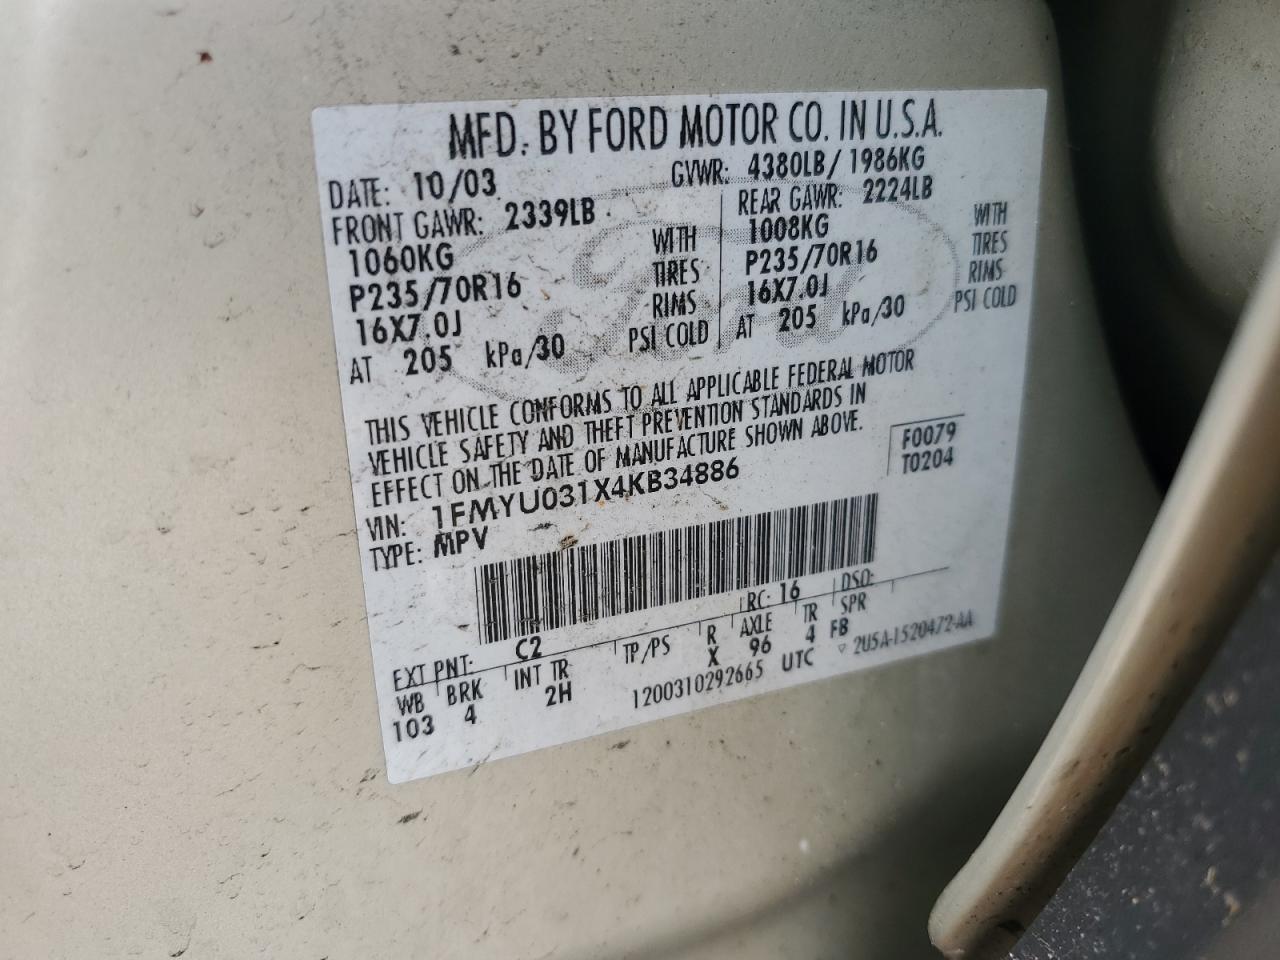 MFD. BY FORD MOTOR CO. IN U.S.A.
DATE: 10/03 GVWR: 4380LB/ 1986KG
FRONT GAWR: 2339LB REAR GAWR: 2224LB
1060KG WITH 1008KG WITH
P235/70R16 TIRES P235/70R16 TIRES
16X7.0J RIMS 16X7.0J RIMS
AT 205 kPa/30 PSI COLD AT 205 kPa/30 PSI COLD
THIS VEHICLE CONFORMS TO ALL APPLICABLE FEDERAL MOTOR
VEHICLE SAFETY AND THEFT PREVENTION STANDARDS IN
EFFECT ON THE DATE OF MANUFACTURE SHOWN ABOVE.
F0079
T0204
VIN: 1FMYU031X4KB34886
TYPE: MPV
EXT PNT: C2 RC: 16 DSO:
WB BRK INT TR TP/PS R AXLE TR SPR
103 4 2H X 96 4 FB
1200310292665 UTC ▽ 2U5A-1520472-AA
Ford